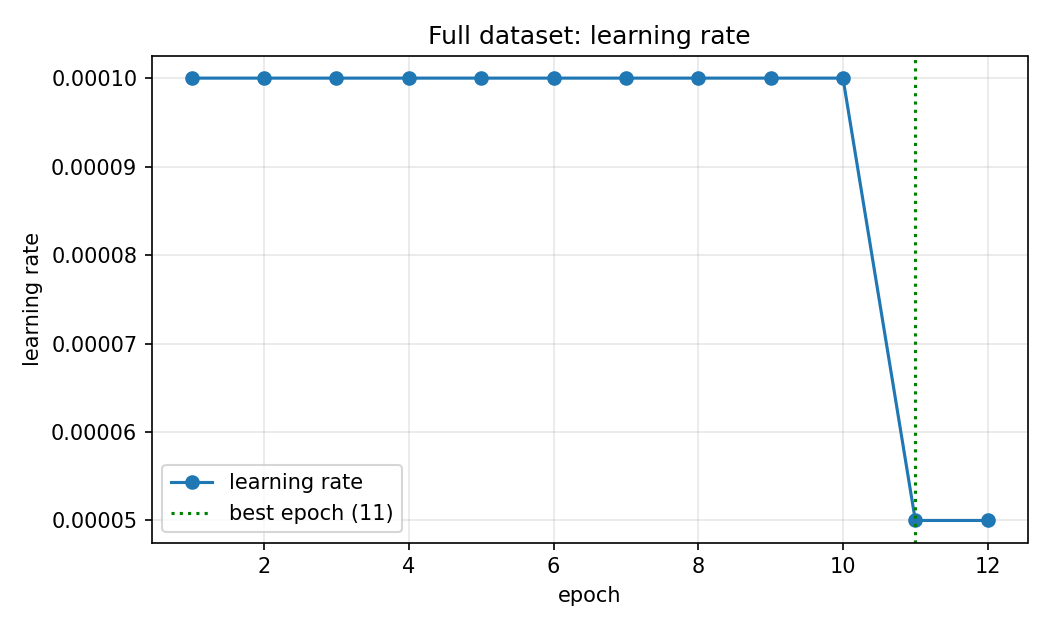 Full dataset: learning rate
0.00010
0.00009
0.00008
0.00007
0.00006
0.00005
learning rate
learning rate
best epoch (11)
2 4 6 8 10 12
epoch